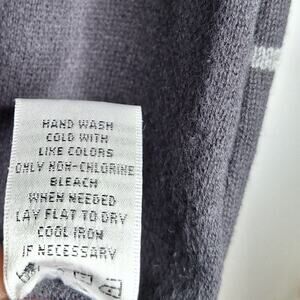 HAND WASH
COLD WITH
LIKE COLORS
ONLY NON-CHLORINE
BLEACH
WHEN NEEDED
LAY FLAT TO DRY
COOL IRON
IF NECESSARY